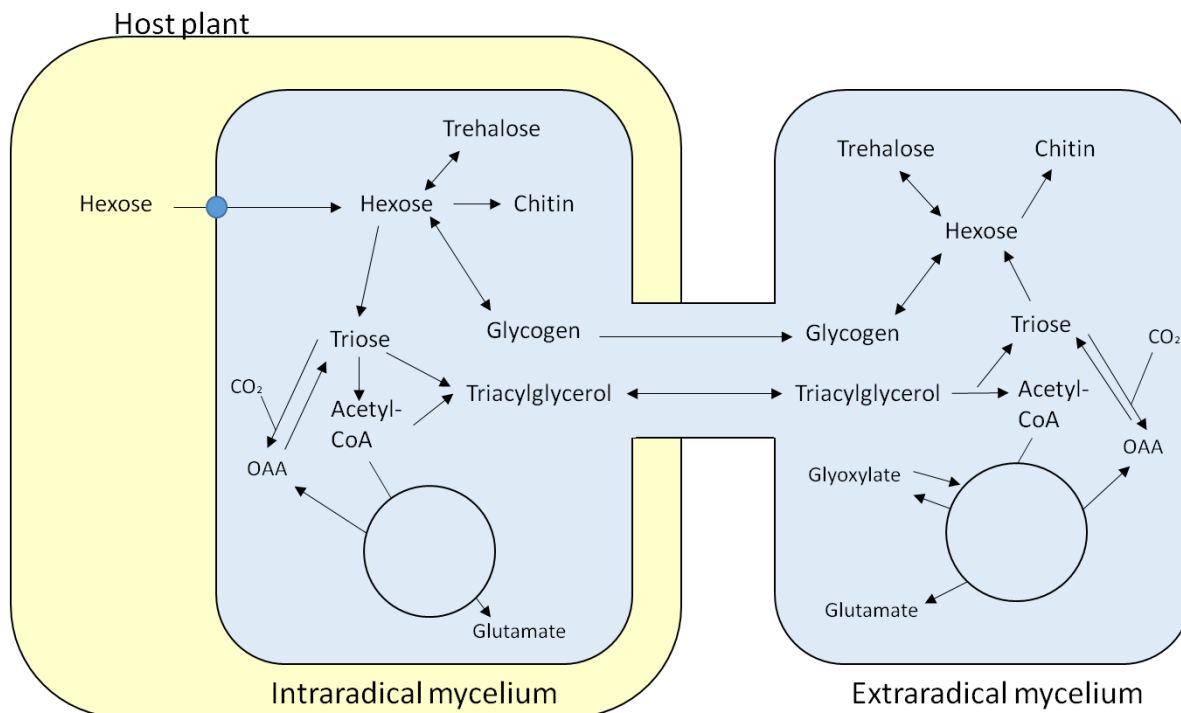 Host plant
Trehalose
Hexose
Hexose
Chitin
Triose
Glycogen
CO₂
Acetyl-
CoA
Triacylglycerol
OAA
Glutamate
Intraradical mycelium
Trehalose
Chitin
Hexose
Glycogen
Triose
CO₂
Triacylglycerol
Acetyl-
CoA
OAA
Glyoxylate
Glutamate
Extraradical mycelium